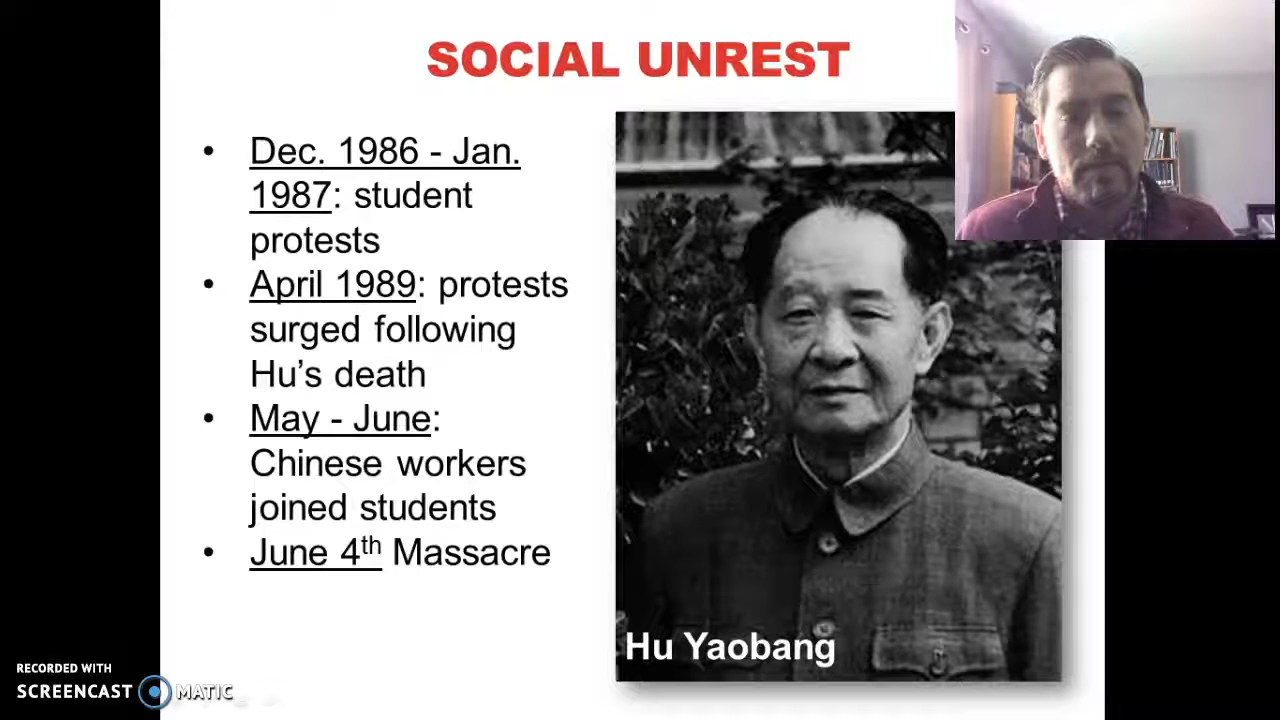 SOCIAL UNREST
• Dec. 1986 - Jan.
1987: student
protests
• April 1989: protests
surged following
Hu’s death
• May - June:
Chinese workers
joined students
• June 4th Massacre
Hu Yaobang
RECORDED WITH
SCREENCAST MATIC